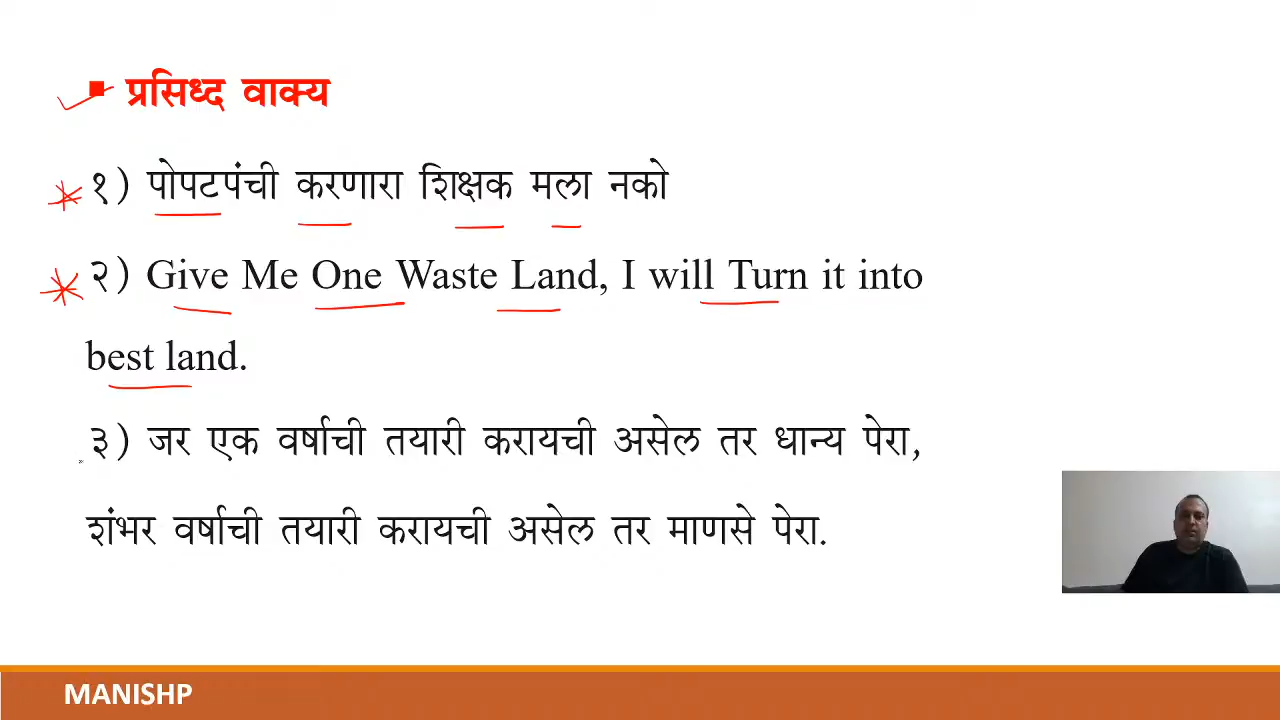 ▪ प्रसिध्द वाक्य
१) पोपटपंची करणारा शिक्षक मला नको
२) Give Me One Waste Land, I will Turn it into
best land.
३) जर एक वर्षाची तयारी करायची असेल तर धान्य पेरा,
शंभर वर्षाची तयारी करायची असेल तर माणसे पेरा.
MANISHP